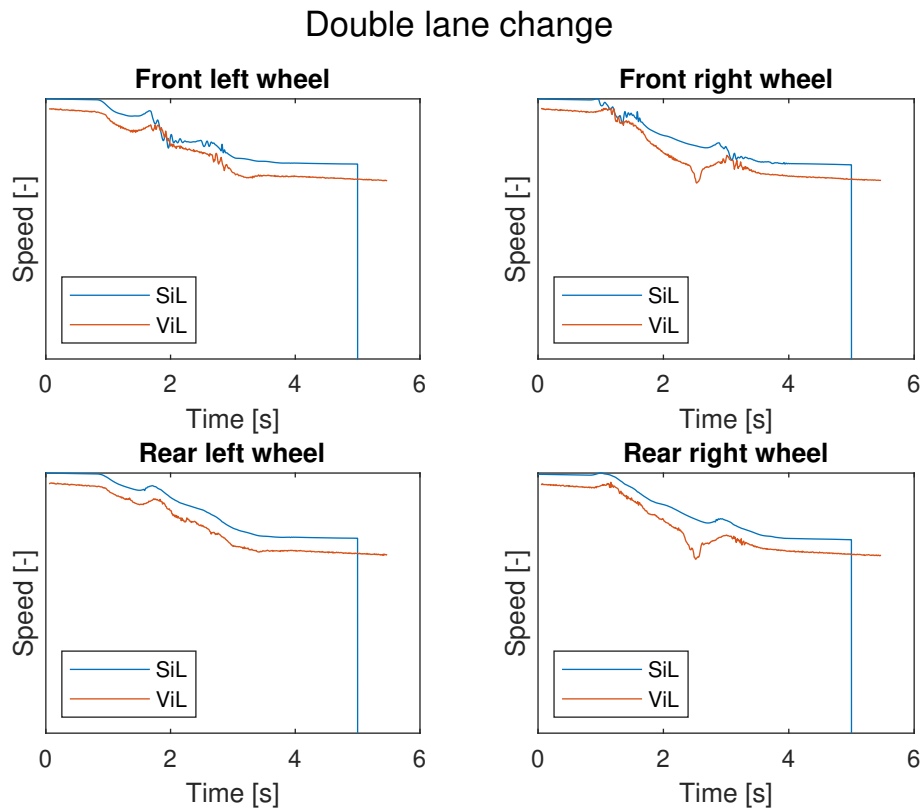 Double lane change
Front left wheel
Speed [-]
SiL
ViL
0 2 4 6
Time [s]
Front right wheel
Speed [-]
SiL
ViL
0 2 4 6
Time [s]
Rear left wheel
Speed [-]
SiL
ViL
0 2 4 6
Time [s]
Rear right wheel
Speed [-]
SiL
ViL
0 2 4 6
Time [s]